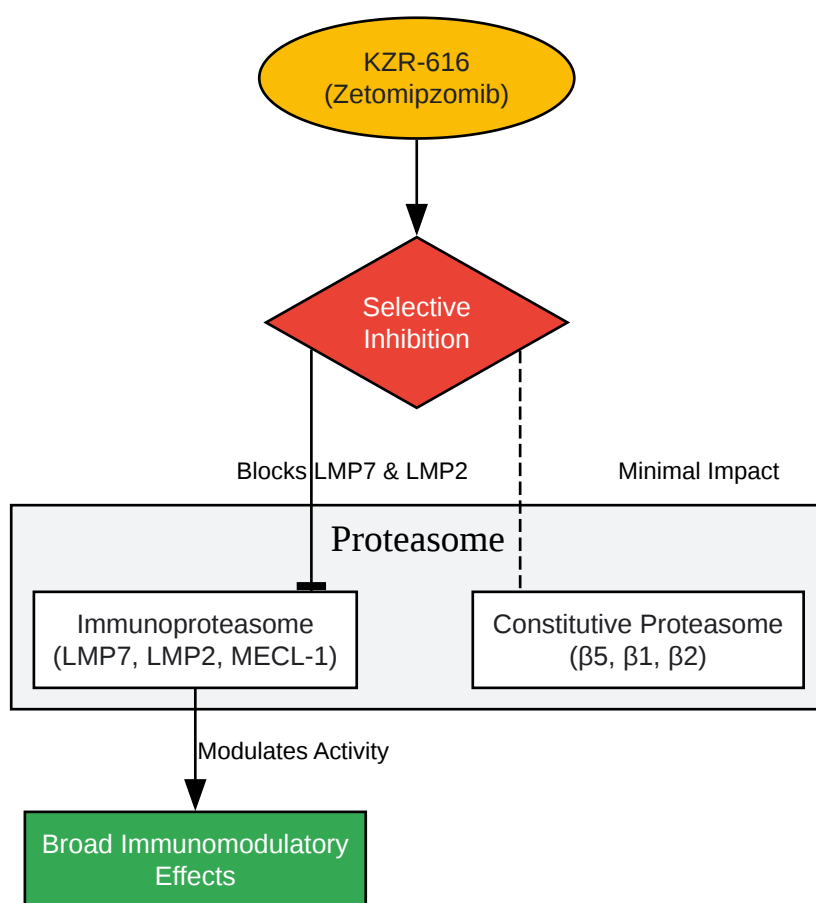 KZR-616
(Zetomipzomib)
Selective
Inhibition
Blocks LMP7 & LMP2
Minimal Impact
Proteasome
Immunoproteasome
(LMP7, LMP2, MECL-1)
Constitutive Proteasome
(β5, β1, β2)
Modulates Activity
Broad Immunomodulatory
Effects